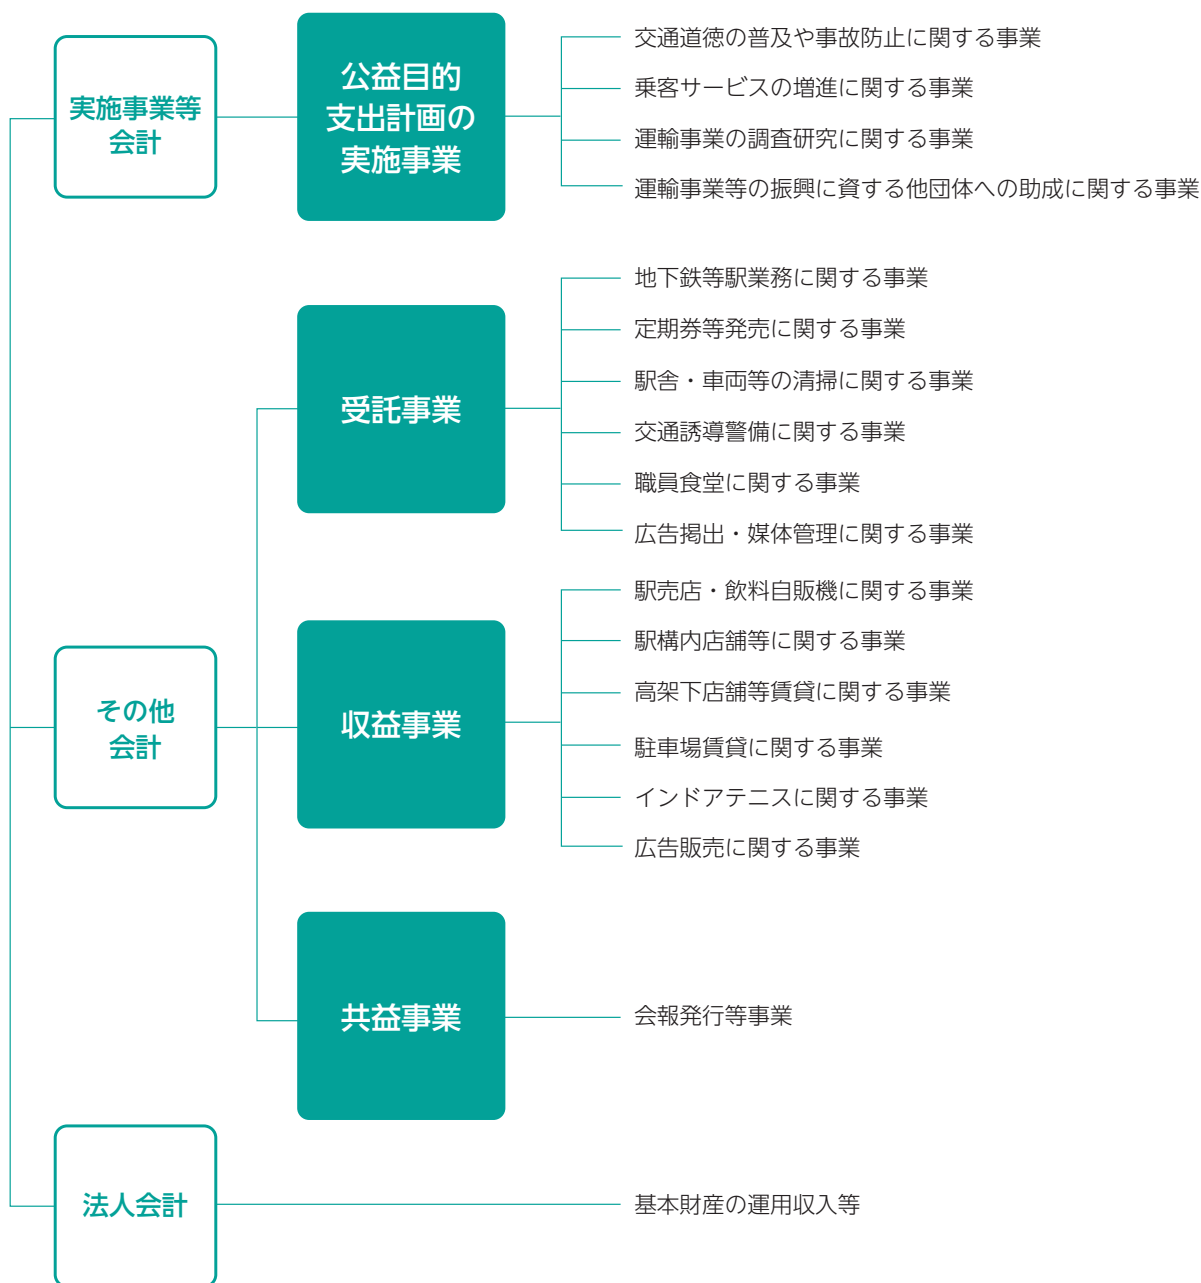 実施事業等
会計
公益目的
支出計画の
実施事業
交通道徳の普及や事故防止に関する事業
乗客サービスの増進に関する事業
運輸事業の調査研究に関する事業
運輸事業等の振興に資する他団体への助成に関する事業
その他
会計
受託事業
地下鉄等駅業務に関する事業
定期券等発売に関する事業
駅舎・車両等の清掃に関する事業
交通誘導警備に関する事業
職員食堂に関する事業
広告掲出・媒体管理に関する事業
収益事業
駅売店・飲料自販機に関する事業
駅構内店舗等に関する事業
高架下店舗等賃貸に関する事業
駐車場賃貸に関する事業
インドアテニスに関する事業
広告販売に関する事業
共益事業
会報発行等事業
法人会計
基本財産の運用収入等